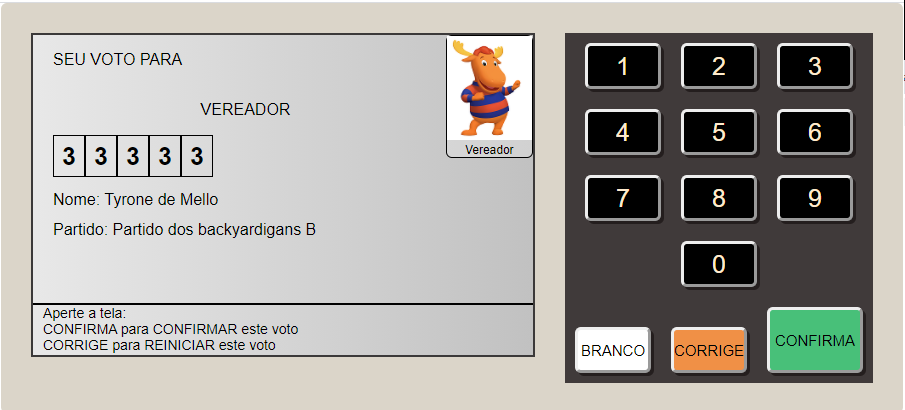 SEU VOTO PARA
VEREADOR
3 3 3 3 3
Nome: Tyrone de Mello
Partido: Partido dos backyardigans B
Vereador
Aperte a tela:
CONFIRMA para CONFIRMAR este voto
CORRIGE para REINICIAR este voto
1 2 3
4 5 6
7 8 9
0
BRANCO CORRIGE CONFIRMA